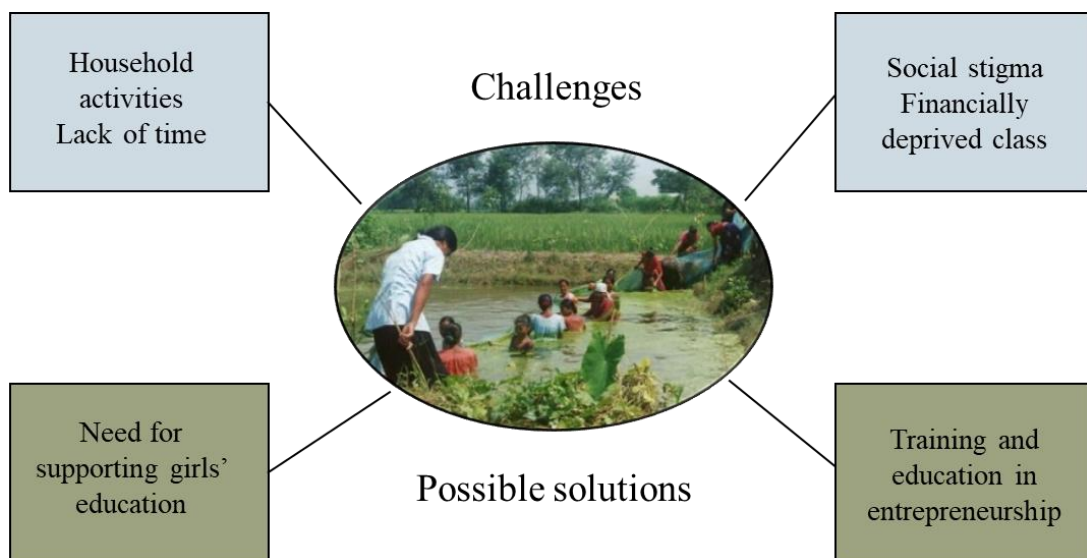 Household
activities
Lack of time
Challenges
Social stigma
Financially
deprived class
Need for
supporting girls’
education
Possible solutions
Training and
education in
entrepreneurship